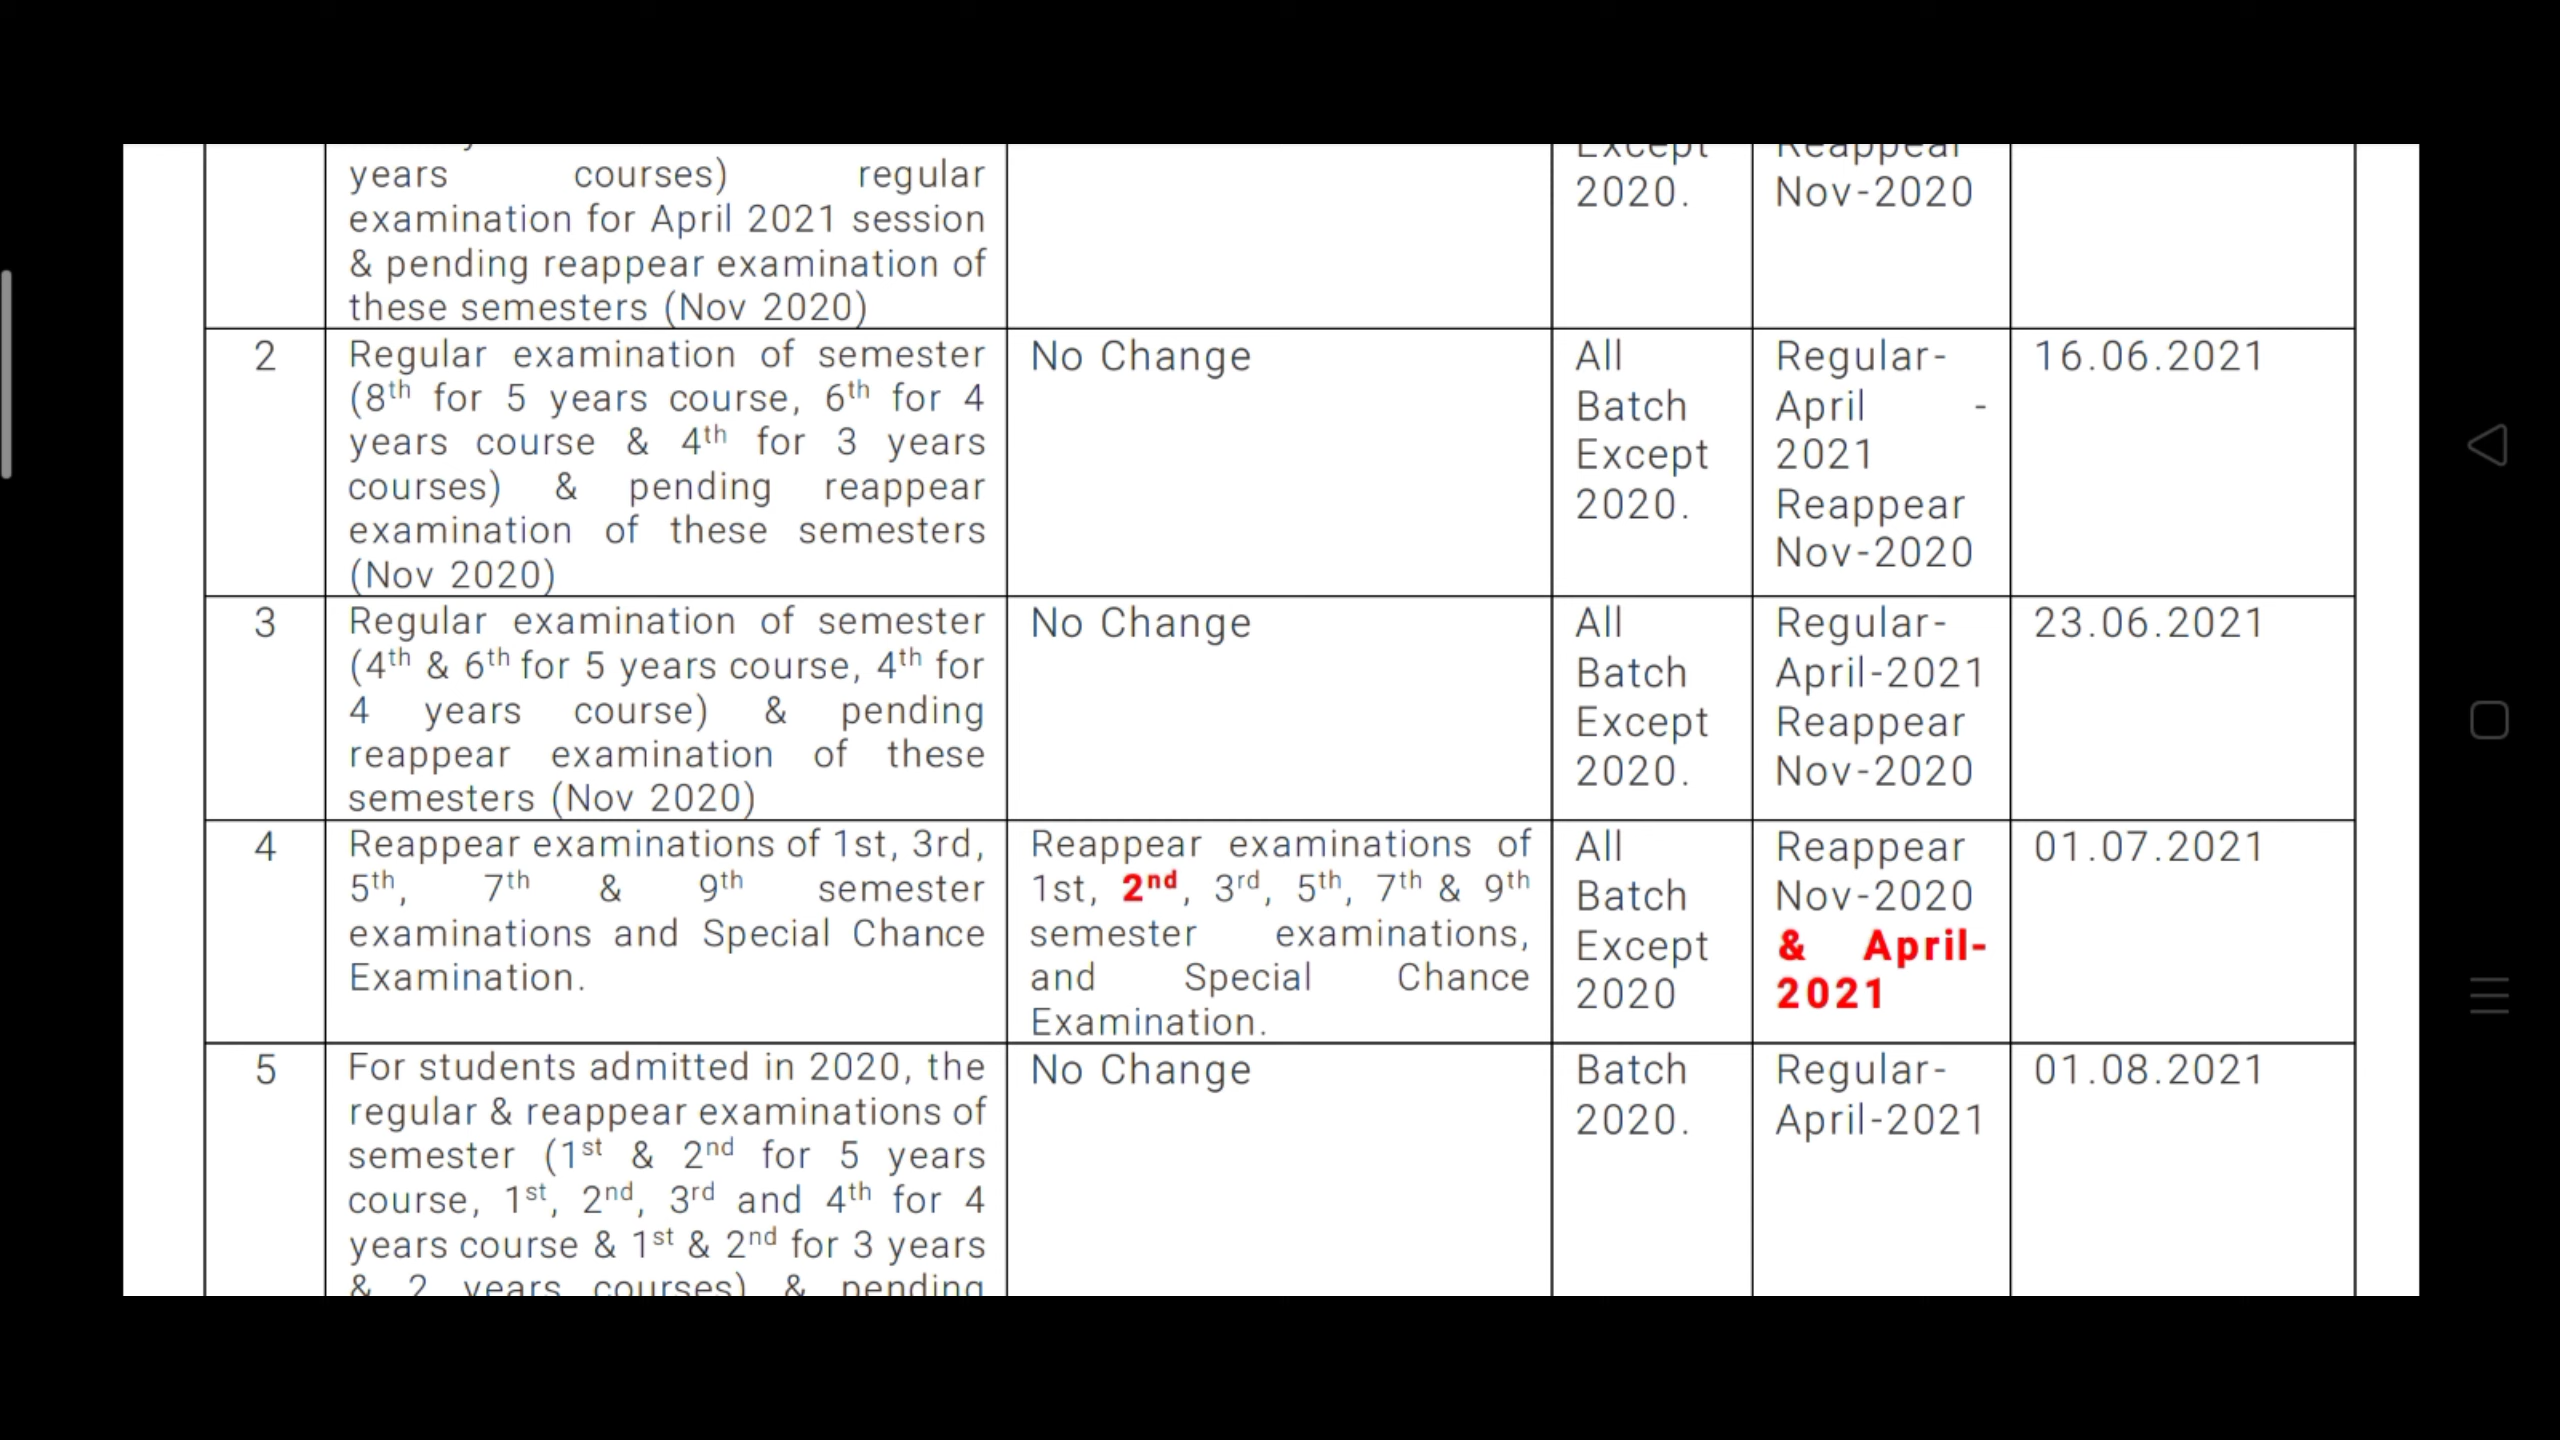 years courses) regular
examination for April 2021 session
& pending reappear examination of
these semesters (Nov 2020)
Except
2020.
Reappear
Nov-2020
2
Regular examination of semester
(8th for 5 years course, 6th for 4
years course & 4th for 3 years
courses) & pending reappear
examination of these semesters
(Nov 2020)
No Change
All
Batch
Except
2020.
Regular-
April -
2021
Reappear
Nov-2020
16.06.2021
3
Regular examination of semester
(4th & 6th for 5 years course, 4th for
4 years course) & pending
reappear examination of these
semesters (Nov 2020)
No Change
All
Batch
Except
2020.
Regular-
April-2021
Reappear
Nov-2020
23.06.2021
4
Reappear examinations of 1st, 3rd,
5th, 7th & 9th semester
examinations and Special Chance
Examination.
Reappear examinations of
1st, 2nd, 3rd, 5th, 7th & 9th
semester examinations,
and Special Chance
Examination.
All
Batch
Except
2020
Reappear
Nov-2020
& April-
2021
01.07.2021
5
For students admitted in 2020, the
regular & reappear examinations of
semester (1st & 2nd for 5 years
course, 1st, 2nd, 3rd and 4th for 4
years course & 1st & 2nd for 3 years
& 2 years courses) & pending
No Change
Batch
2020.
Regular-
April-2021
01.08.2021